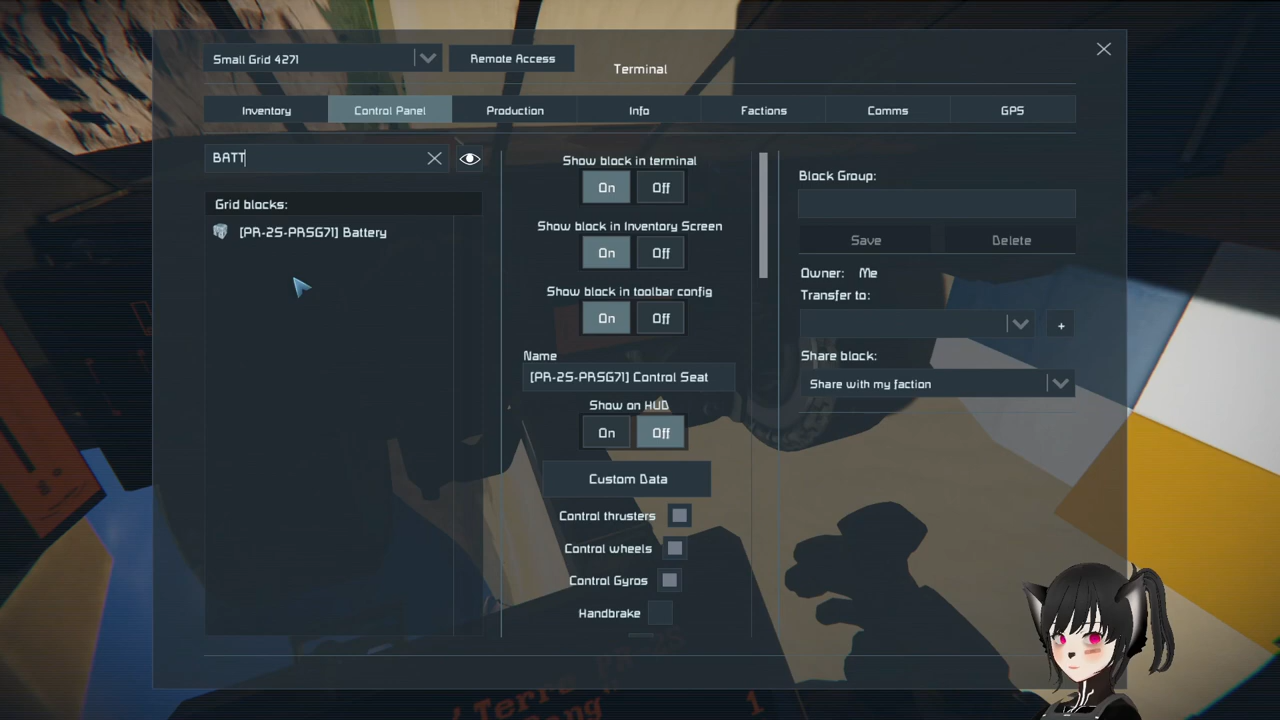 Small Grid 4271
Remote Access
Terminal
Inventory
Control Panel
Production
Info
Factions
Comms
GPS
BATT
Grid blocks:
[PR-2S-PRSG71] Battery
Show block in terminal
On
Off
Show block in Inventory Screen
On
Off
Show block in toolbar config
On
Off
Name
[PR-2S-PRSG71] Control Seat
Show on HUD
On
Off
Custom Data
Control thrusters
Control wheels
Control Gyros
Handbrake
Block Group:
Save
Delete
Owner: Me
Transfer to:
+
Share block:
Share with my faction